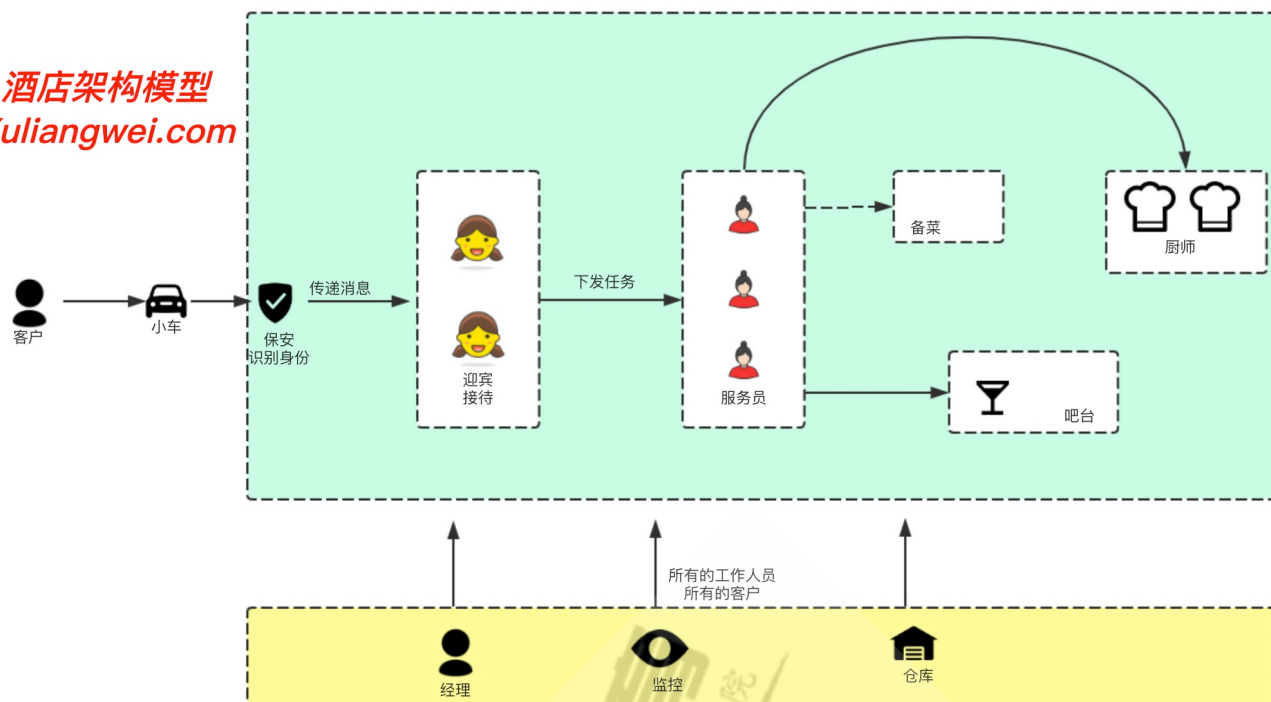 酒店架构模型
uliangwei.com
客户
小车
保安
识别身份
传递消息
迎宾
接待
下发任务
服务员
备菜
厨师
吧台
所有的工作人员
所有的客户
经理
监控
仓库
院